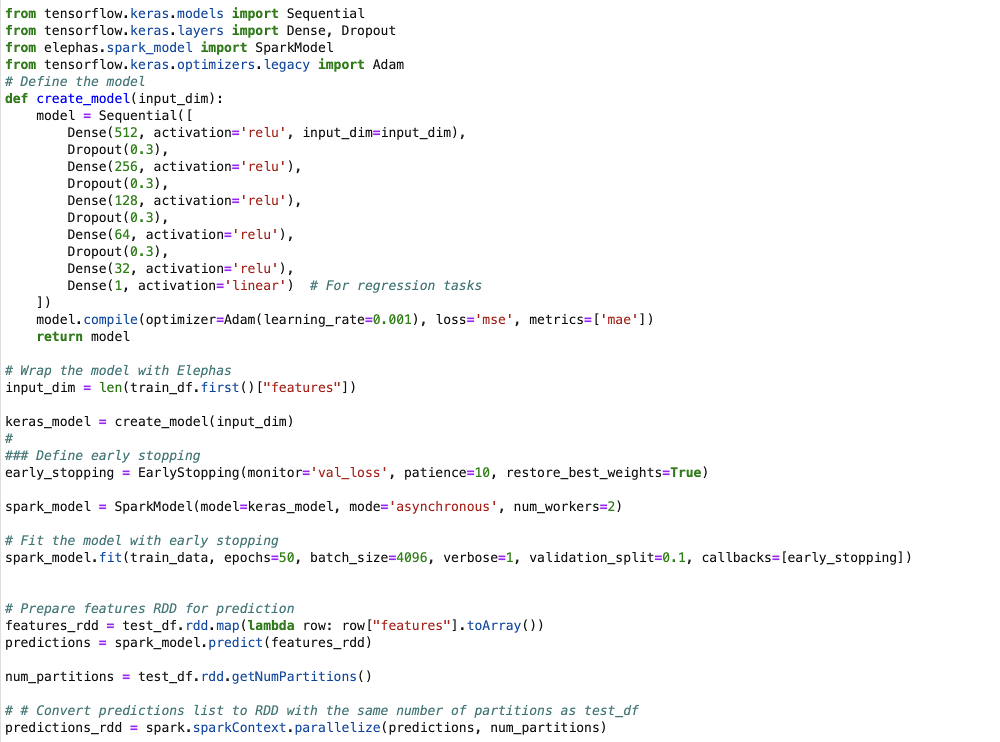 from tensorflow.keras.models import Sequential
from tensorflow.keras.layers import Dense, Dropout
from elephas.spark_model import SparkModel
from tensorflow.keras.optimizers.legacy import Adam
# Define the model
def create_model(input_dim):
    model = Sequential([
        Dense(512, activation='relu', input_dim=input_dim),
        Dropout(0.3),
        Dense(256, activation='relu'),
        Dropout(0.3),
        Dense(128, activation='relu'),
        Dropout(0.3),
        Dense(64, activation='relu'),
        Dropout(0.3),
        Dense(32, activation='relu'),
        Dense(1, activation='linear')  # For regression tasks
    ])
    model.compile(optimizer=Adam(learning_rate=0.001), loss='mse', metrics=['mae'])
    return model

# Wrap the model with Elephas
input_dim = len(train_df.first()["features"])

keras_model = create_model(input_dim)
#
### Define early stopping
early_stopping = EarlyStopping(monitor='val_loss', patience=10, restore_best_weights=True)

spark_model = SparkModel(model=keras_model, mode='asynchronous', num_workers=2)

# Fit the model with early stopping
spark_model.fit(train_data, epochs=50, batch_size=4096, verbose=1, validation_split=0.1, callbacks=[early_stopping])


# Prepare features RDD for prediction
features_rdd = test_df.rdd.map(lambda row: row["features"].toArray())
predictions = spark_model.predict(features_rdd)

num_partitions = test_df.rdd.getNumPartitions()

# # Convert predictions list to RDD with the same number of partitions as test_df
predictions_rdd = spark.sparkContext.parallelize(predictions, num_partitions)